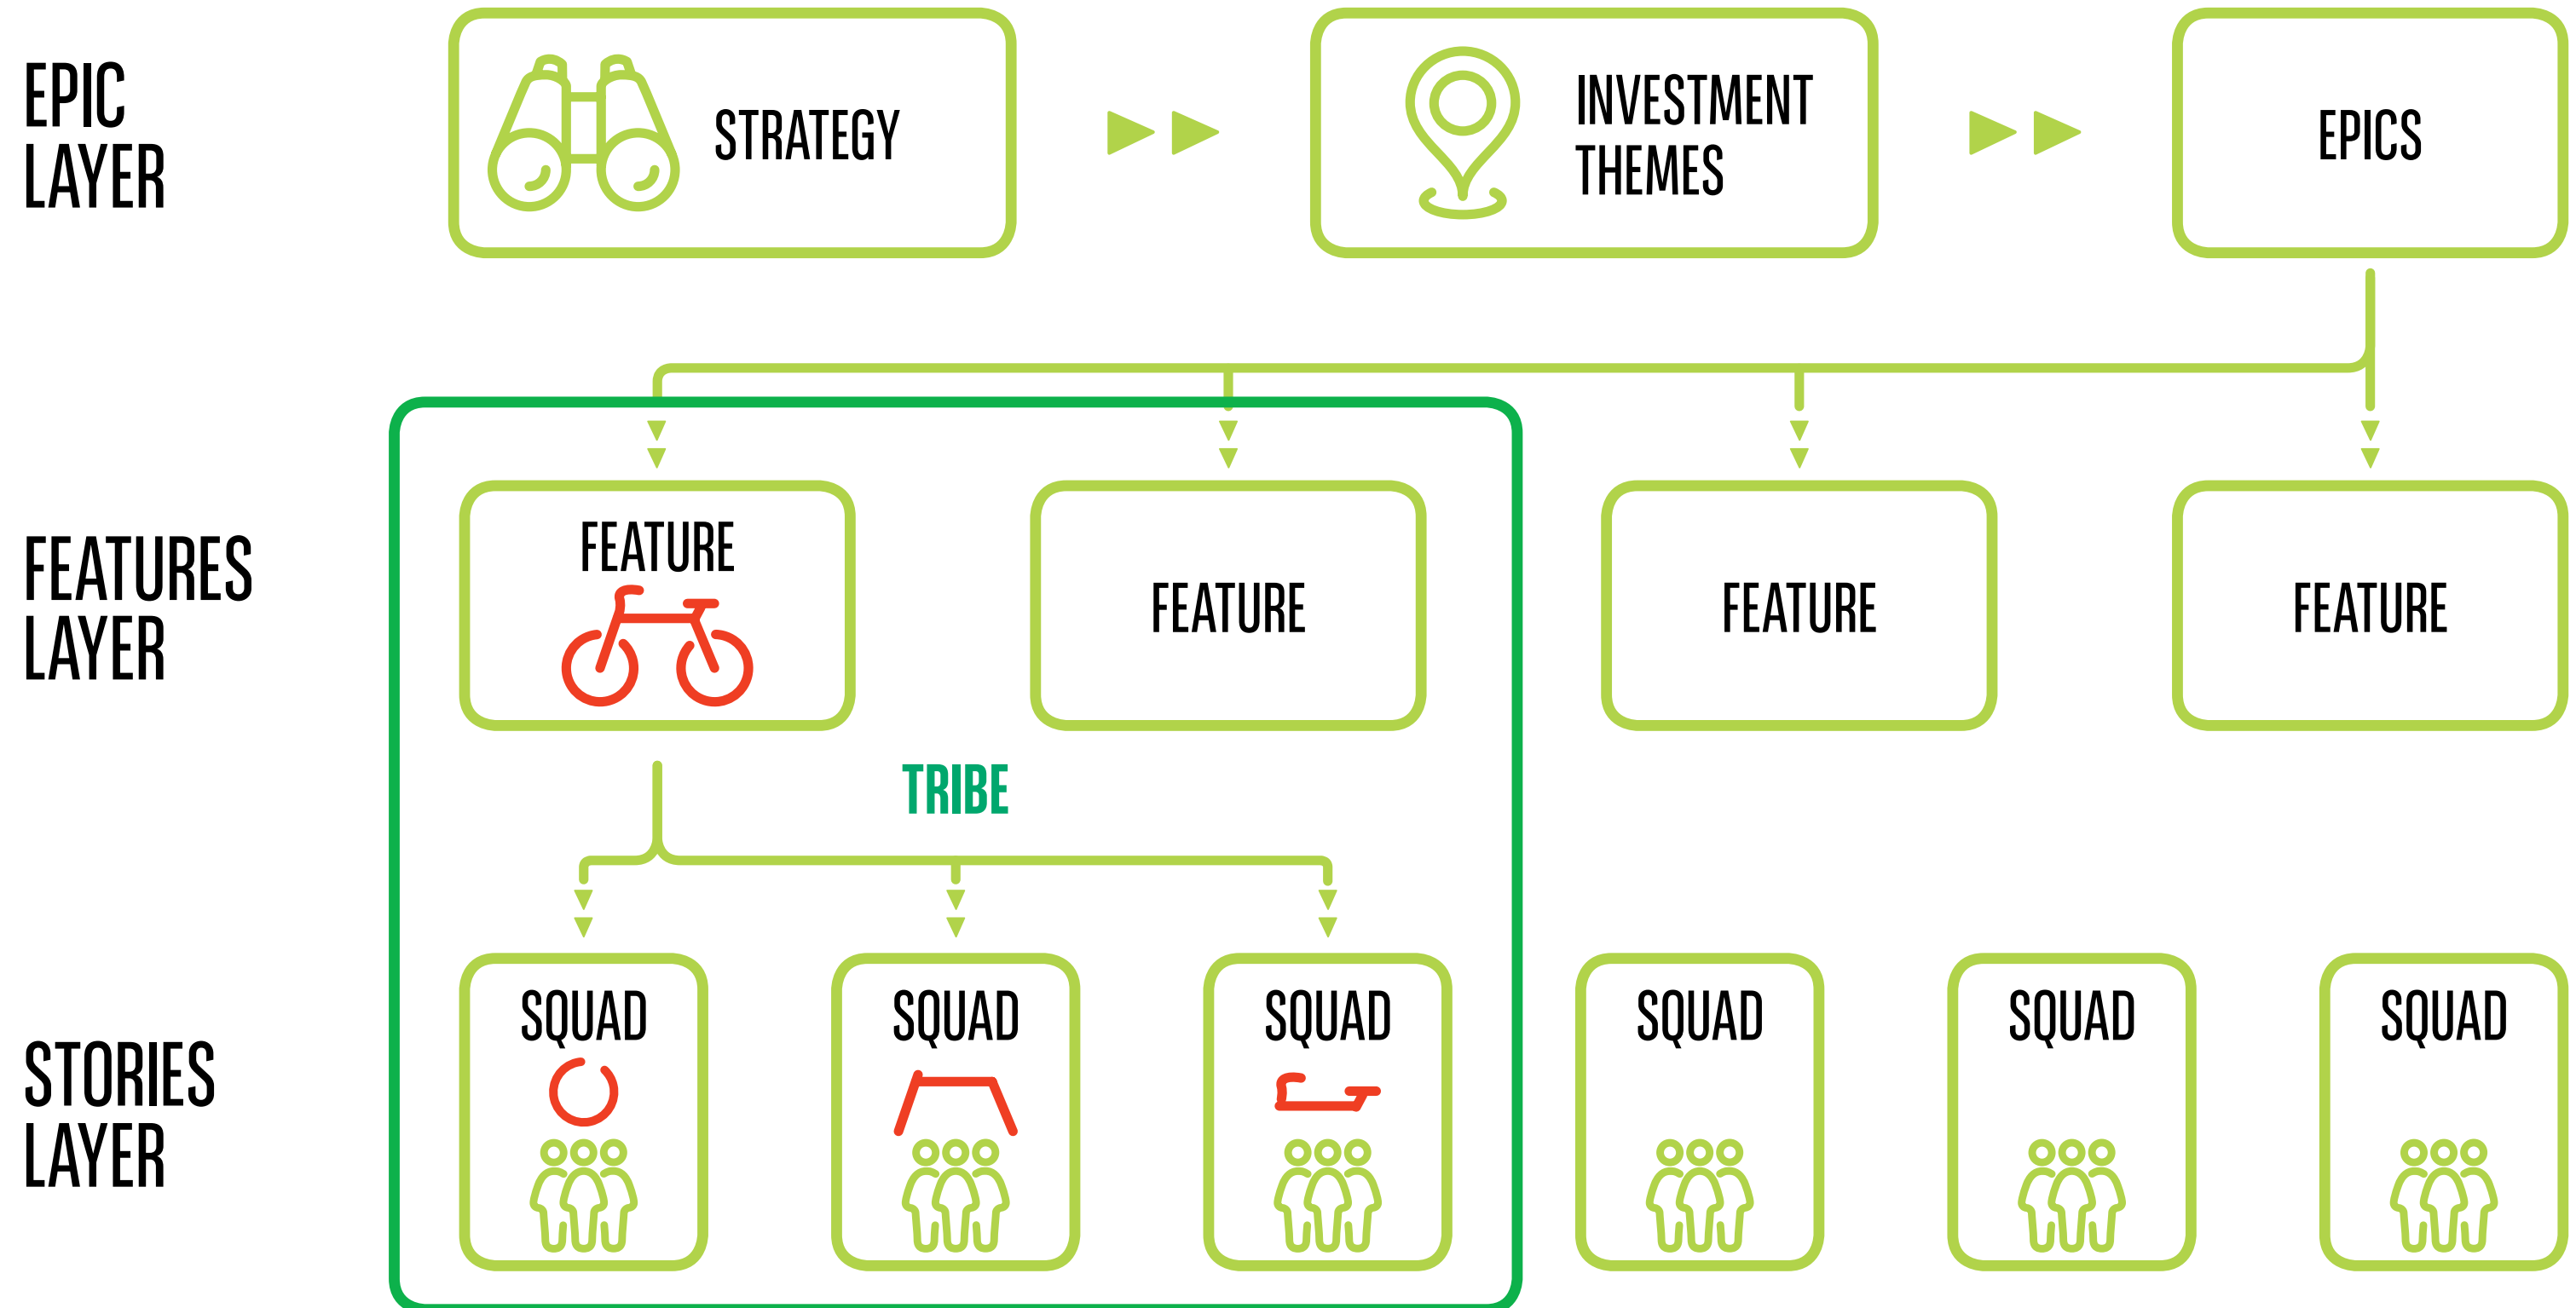 EPIC
LAYER
STRATEGY
INVESTMENT
THEMES
EPICS
FEATURES
LAYER
FEATURE
FEATURE
FEATURE
FEATURE
TRIBE
STORIES
LAYER
SQUAD
SQUAD
SQUAD
SQUAD
SQUAD
SQUAD